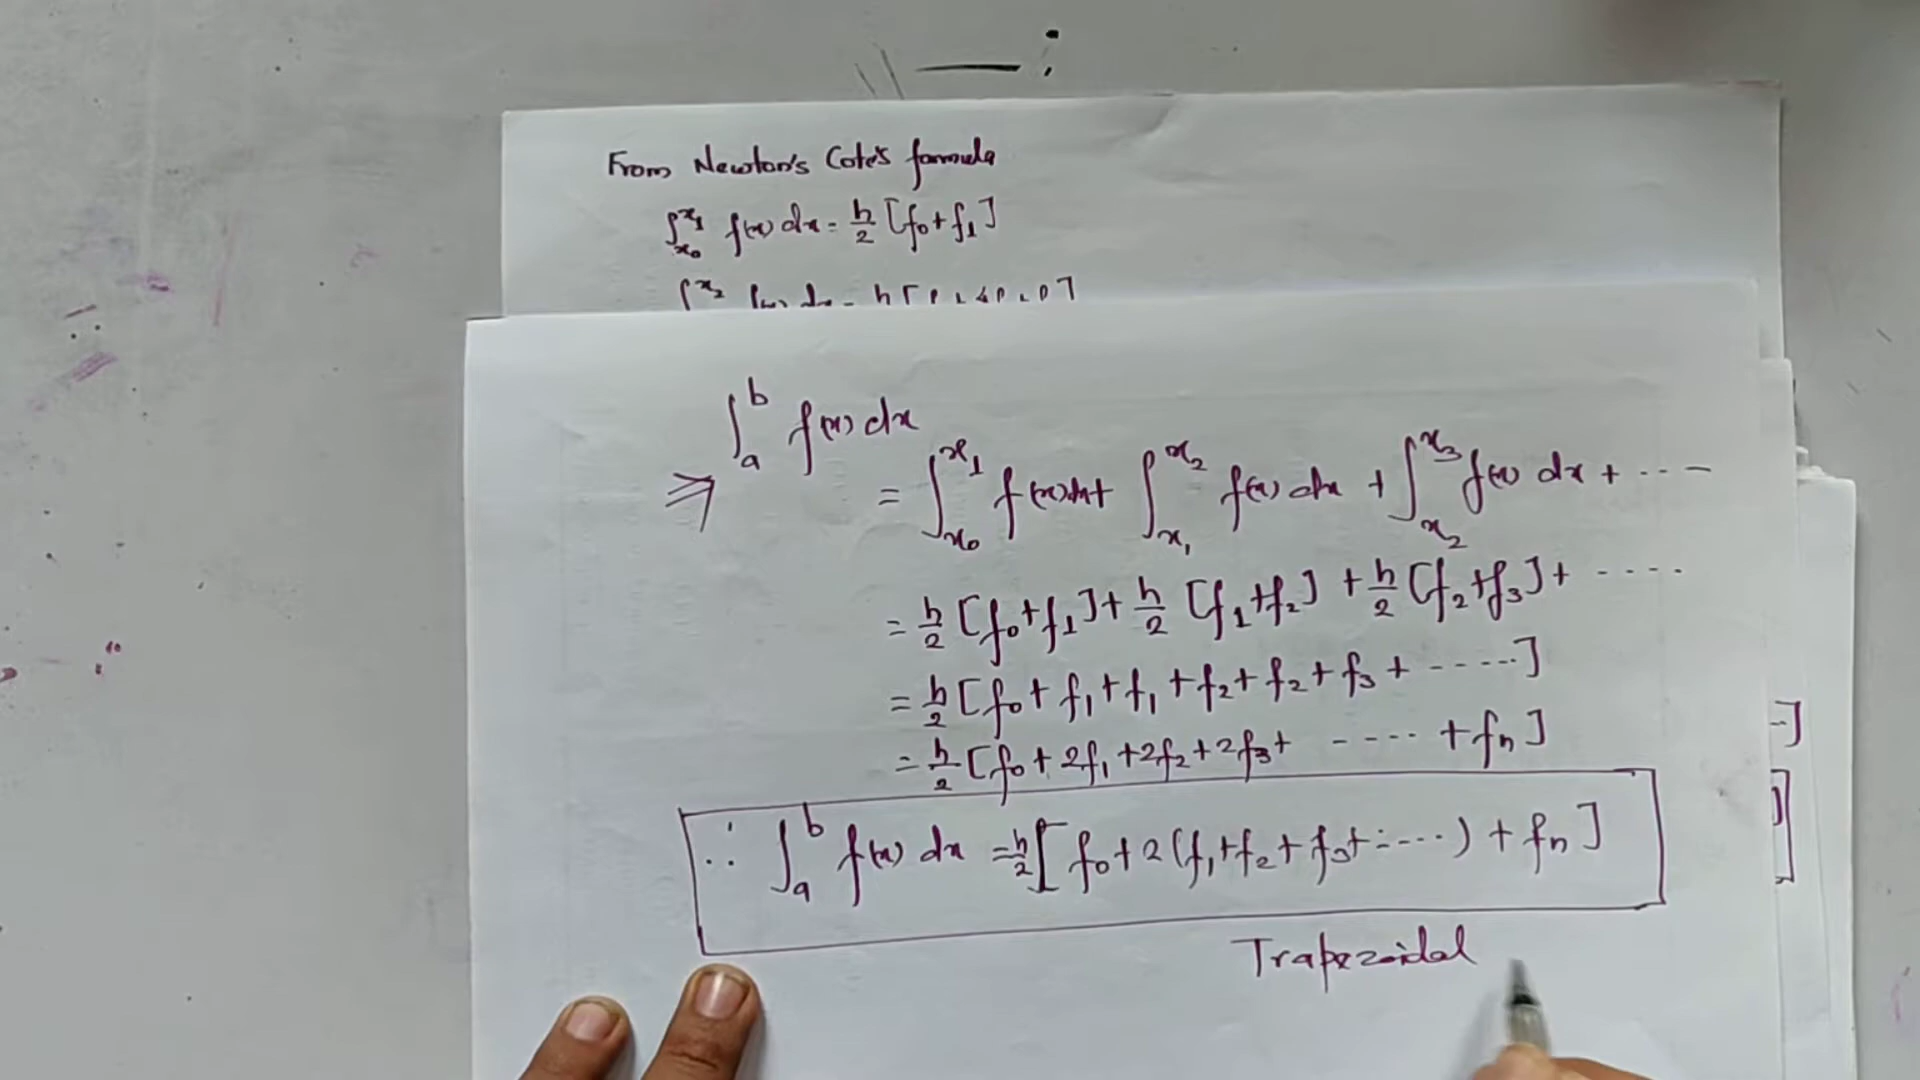 From Newton's Cote's formula
∫_{x₀}^{x₁} f(x) dx = h/2 [f₀+f₁]
∫_a^b f(x) dx
⇒ = ∫_{x₀}^{x₁} f(x)dx + ∫_{x₁}^{x₂} f(x) dx + ∫_{x₂}^{x₃} f(x) dx + ----
= h/2 [f₀+f₁] + h/2 [f₁+f₂] + h/2 [f₂+f₃] + ----
= h/2 [f₀ + f₁ + f₁ + f₂ + f₂ + f₃ + -----]
= h/2 [f₀ + 2f₁ + 2f₂ + 2f₃ + ---- + fₙ]
∴ ∫_a^b f(x) dx = h/2 [f₀ + 2(f₁+f₂+f₃+----) + fₙ]
Trapezoidal